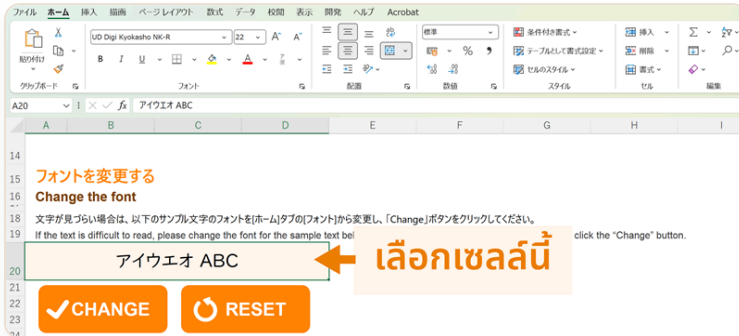 ファイル ホーム 挿入 描画 ページ レイアウト 数式 データ 校閲 表示 開発 ヘルプ Acrobat
UD Digi Kyokasho NK-R 22 A A 標準 条件付き書式 挿入
貼り付け B I U A テーブルとして書式設定 削除
セルのスタイル 書式
クリップボード フォント 配置 数値 スタイル セル 編集
A20 fx アイウエオ ABC
A B C D E F G H I
14
15 フォントを変更する
16 Change the font
18 文字が見づらい場合は、以下のサンプル文字のフォントを[ホーム]タブの[フォント]から変更し、「Change」ボタンをクリックしてください。
19 If the text is difficult to read, please change the font for the sample text click the “Change” button.
20 アイウエオ ABC เลือกเซลล์นี้
21
22 CHANGE RESET
23